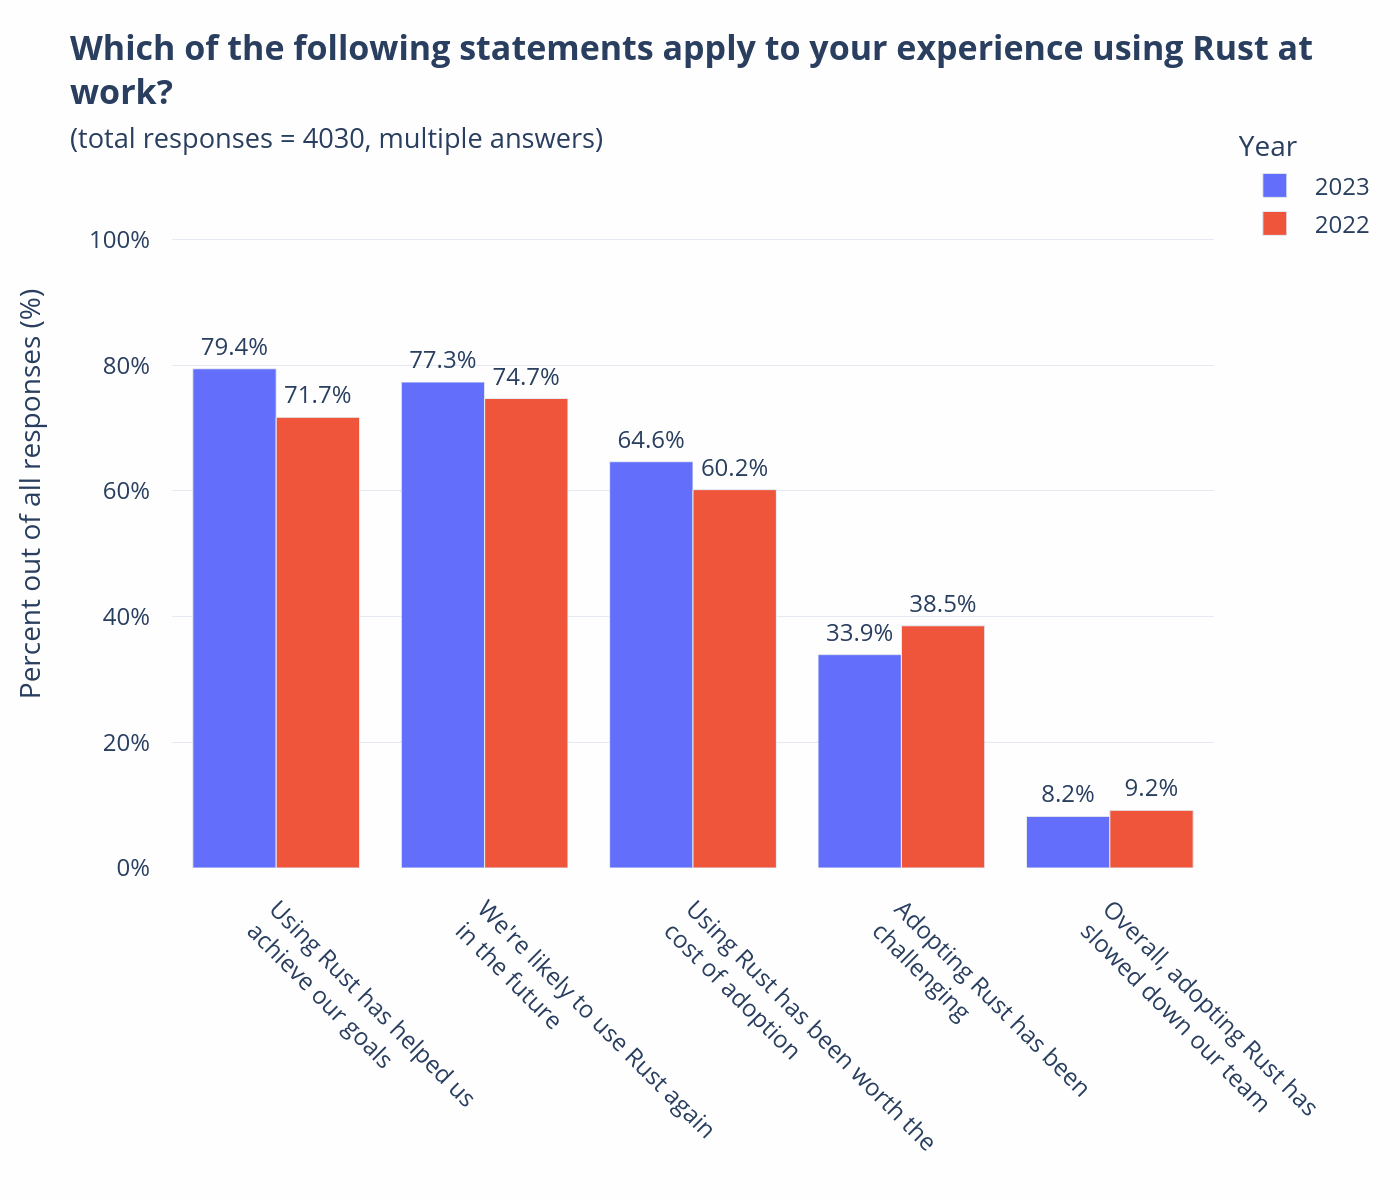 Which of the following statements apply to your experience using Rust at
work?
(total responses = 4030, multiple answers)
Year
2023
2022
Percent out of all responses (%)
100%
80%
60%
40%
20%
0%
79.4%
71.7%
77.3%
74.7%
64.6%
60.2%
33.9%
38.5%
8.2%
9.2%
Using Rust has helped us
achieve our goals
We're likely to use Rust again
in the future
Using Rust has been worth the
cost of adoption
Adopting Rust has been
challenging
Overall, adopting Rust has
slowed down our team